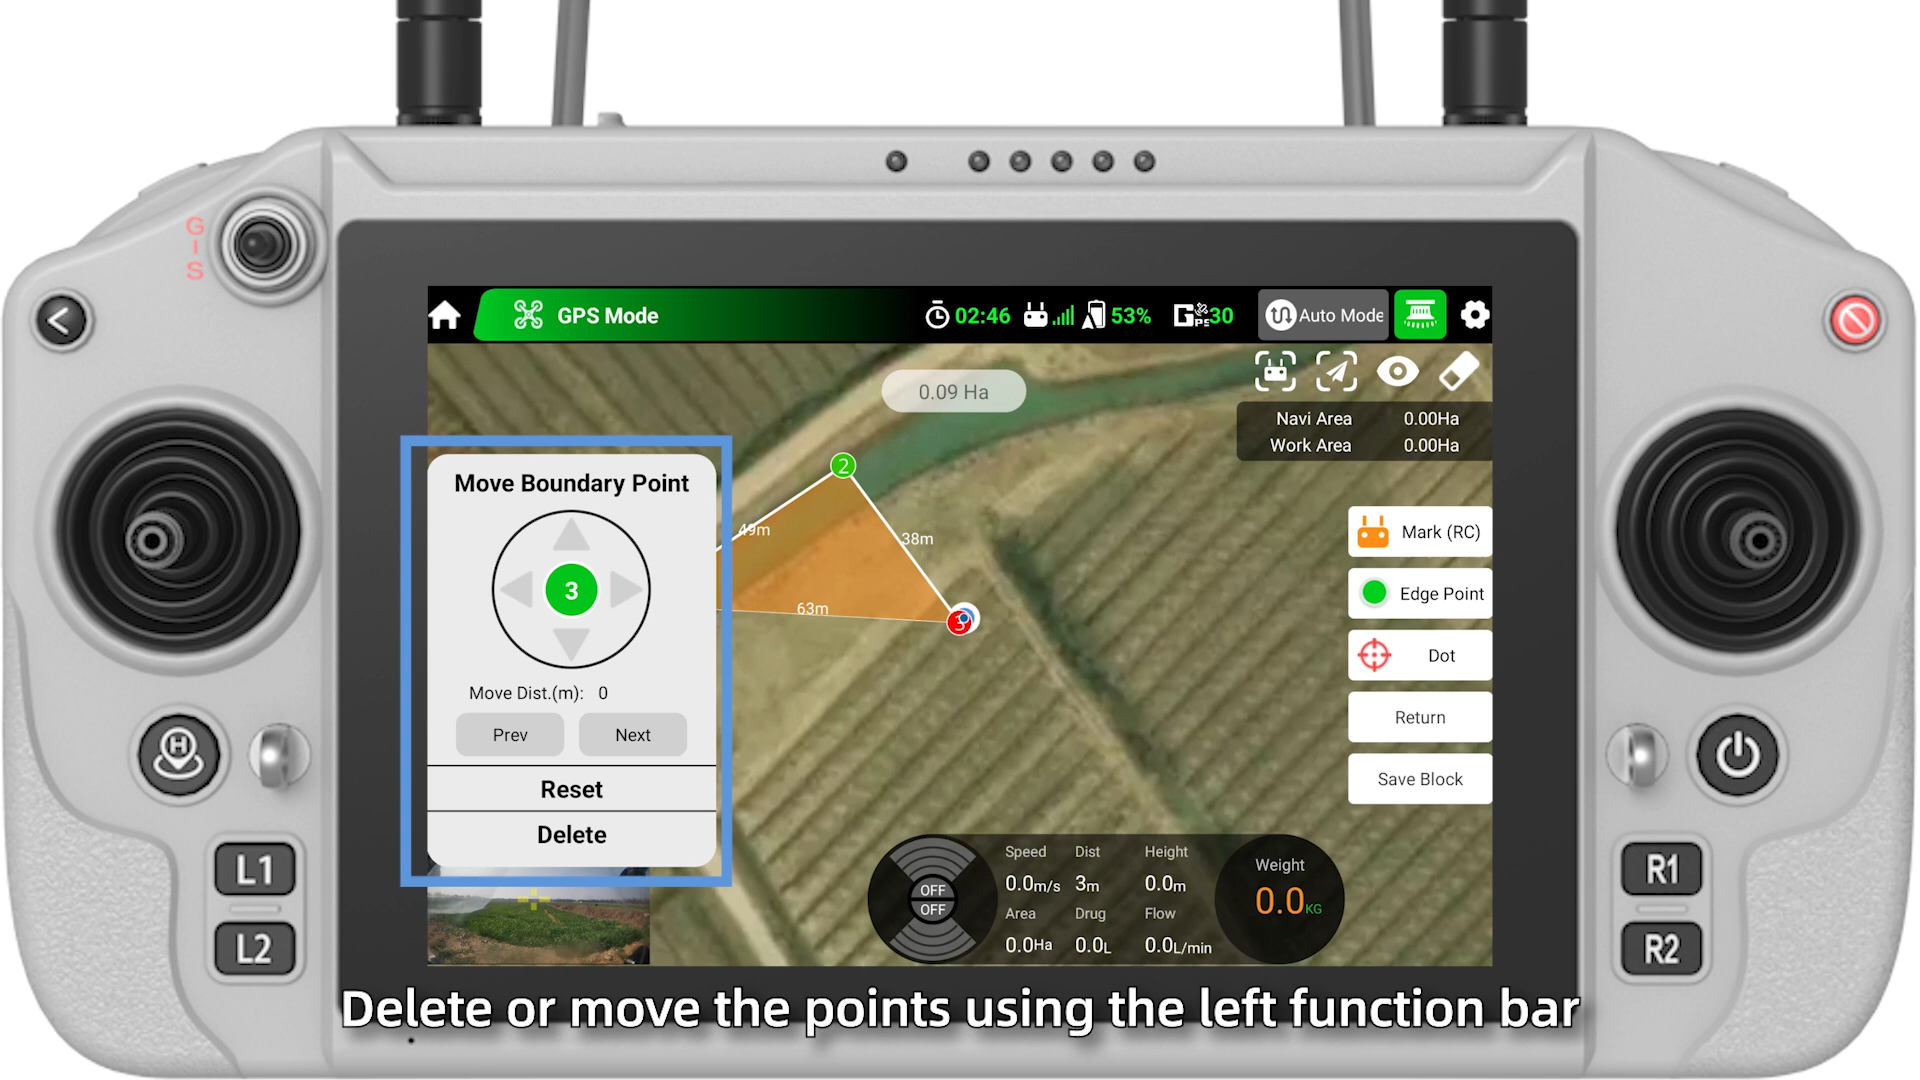 G
I
S
GPS Mode
02:46
53%
GPS 30
Auto Mode
0.09 Ha
Navi Area 0.00Ha
Work Area 0.00Ha
Move Boundary Point
3
Move Dist.(m): 0
Prev
Next
Reset
Delete
2
49m
38m
63m
3
Mark (RC)
Edge Point
Dot
Return
Save Block
OFF
OFF
Speed Dist Height
0.0m/s 3m 0.0m
Area Drug Flow
0.0Ha 0.0L 0.0L/min
Weight
0.0KG
H
L1
L2
R1
R2
Delete or move the points using the left function bar